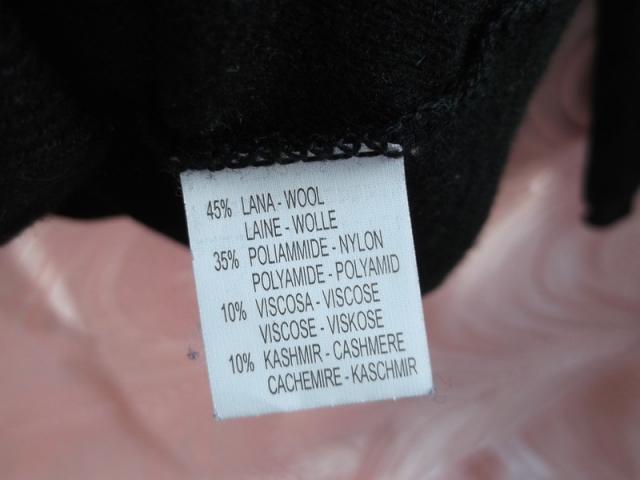 45% LANA - WOOL
LAINE - WOLLE
35% POLIAMMIDE - NYLON
POLYAMIDE - POLYAMID
10% VISCOSA - VISCOSE
VISCOSE - VISKOSE
10% KASHMIR - CASHMERE
CACHEMIRE - KASCHMIR